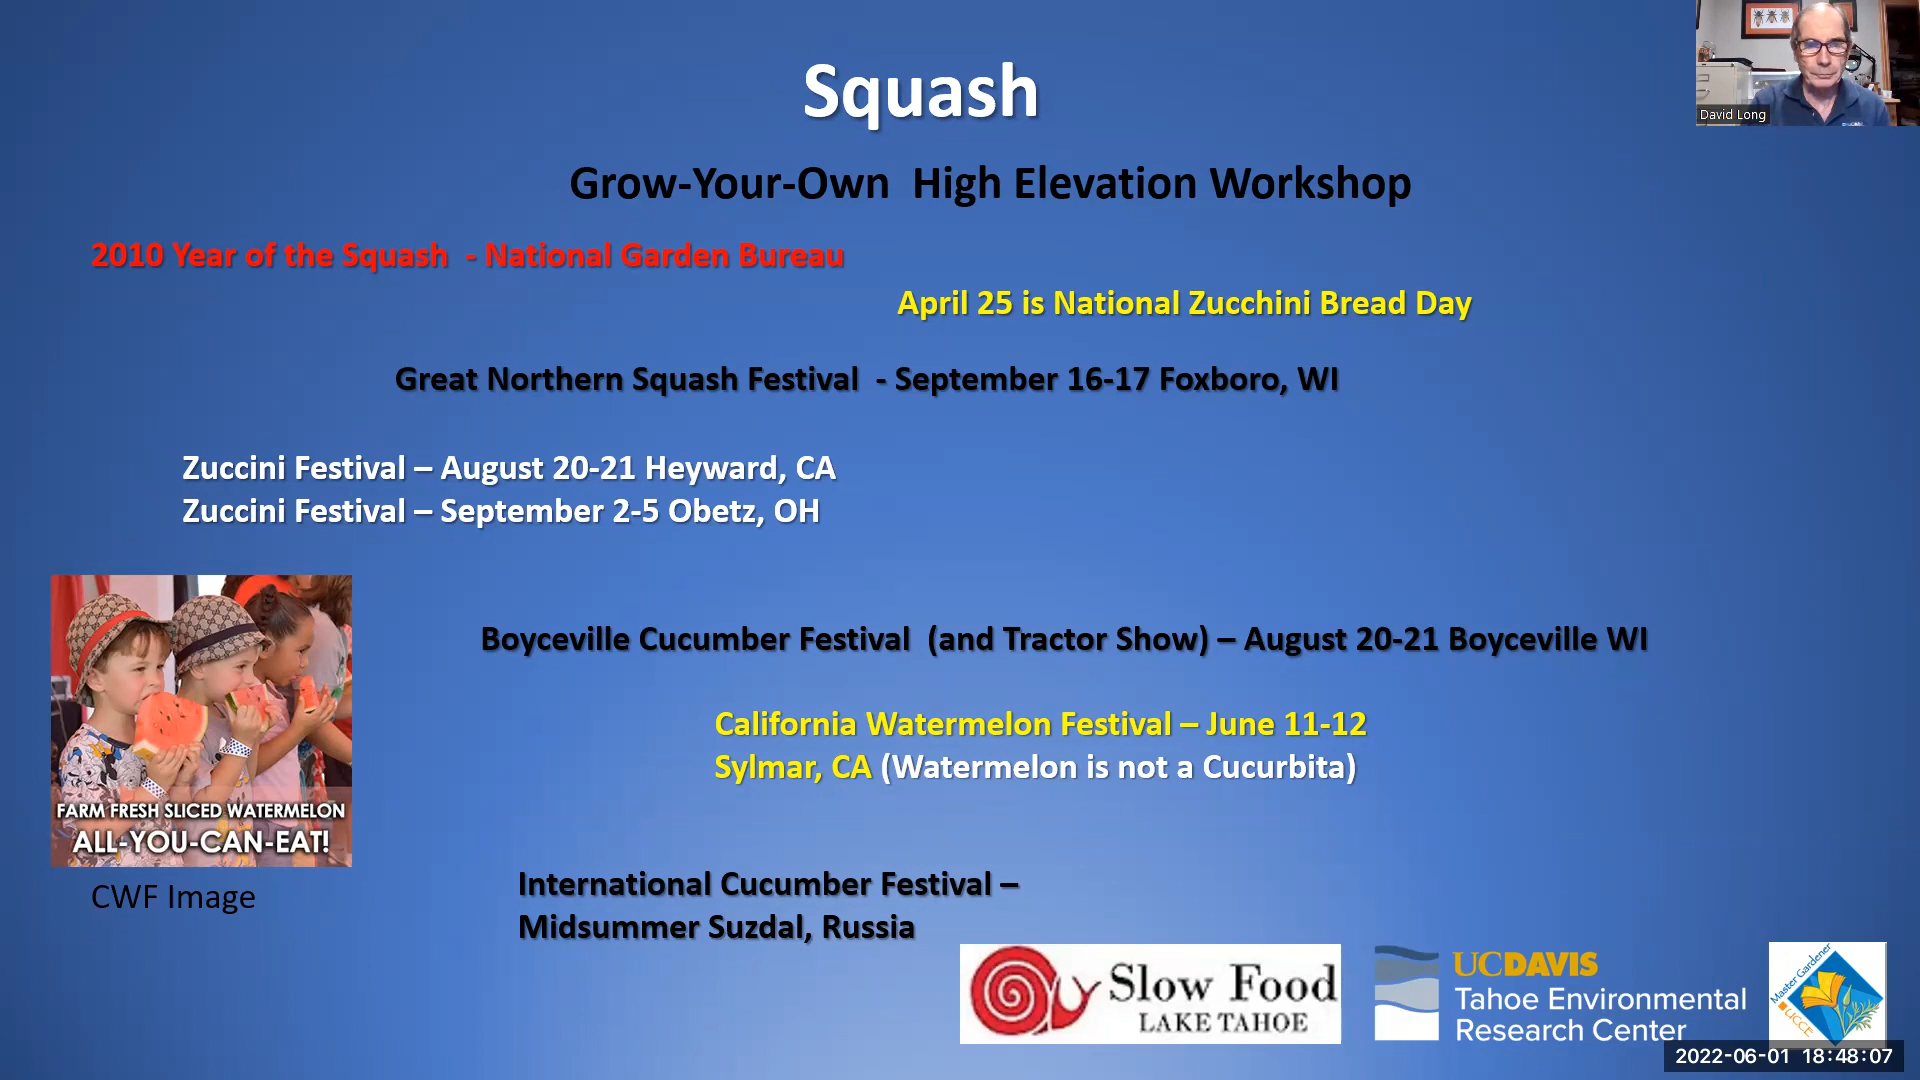 Squash
David Long
Grow-Your-Own High Elevation Workshop
2010 Year of the Squash - National Garden Bureau
April 25 is National Zucchini Bread Day
Great Northern Squash Festival - September 16-17 Foxboro, WI
Zuccini Festival – August 20-21 Heyward, CA
Zuccini Festival – September 2-5 Obetz, OH
Boyceville Cucumber Festival (and Tractor Show) – August 20-21 Boyceville WI
California Watermelon Festival – June 11-12
Sylmar, CA (Watermelon is not a Cucurbita)
FARM FRESH SLICED WATERMELON
ALL-YOU-CAN-EAT!
CWF Image
International Cucumber Festival –
Midsummer Suzdal, Russia
Slow Food
LAKE TAHOE
UCDAVIS
Tahoe Environmental
Research Center
Master Gardener
UCCE
2022-06-01 18:48:07